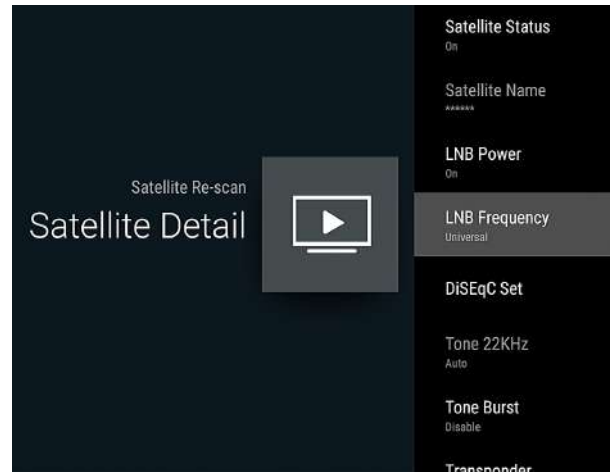 Satellite Re-scan
Satellite Detail
Satellite Status
On
Satellite Name
******
LNB Power
On
LNB Frequency
Universal
DiSEqC Set
Tone 22KHz
Auto
Tone Burst
Disable
Transponder